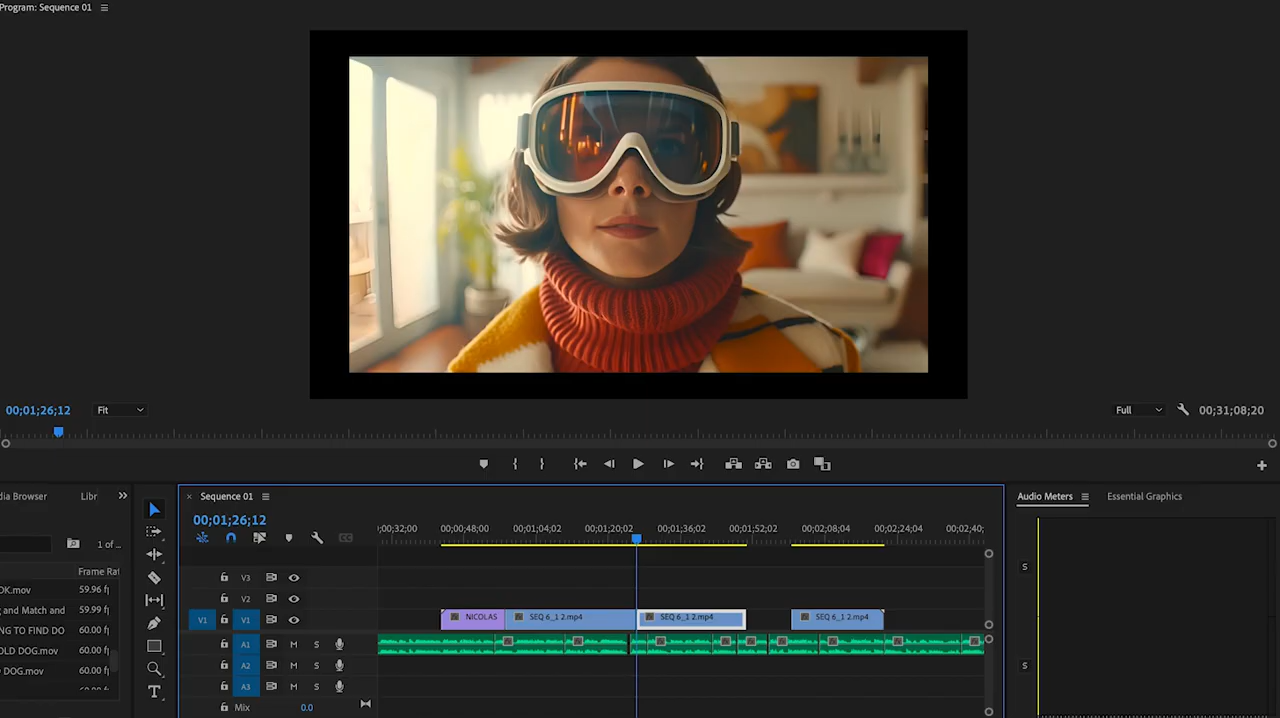 Program: Sequence 01
00;01;26;12
Fit
Full
00;31;08;20
dia Browser
Libr
Sequence 01
Audio Meters
Essential Graphics
00;01;26;12
;00;32;00
00;00;48;00
00;01;04;02
00;01;20;02
00;01;36;02
00;01;52;02
00;02;08;04
00;02;24;04
00;02;40;
1 of ...
Frame Rat
OK.mov
59.96 f
g and Match and
59.99 f
NG TO FIND DO
60.00 f
OLD DOG.mov
60.00 f
DOG.mov
60.00 f
V3
V2
V1
V1
NICOLAS
SEQ 6_1 2.mp4
SEQ 6_1 2.mp4
SEQ 6_1 2.mp4
A1
M
S
A2
M
S
A3
M
S
Mix
0.0
S
S